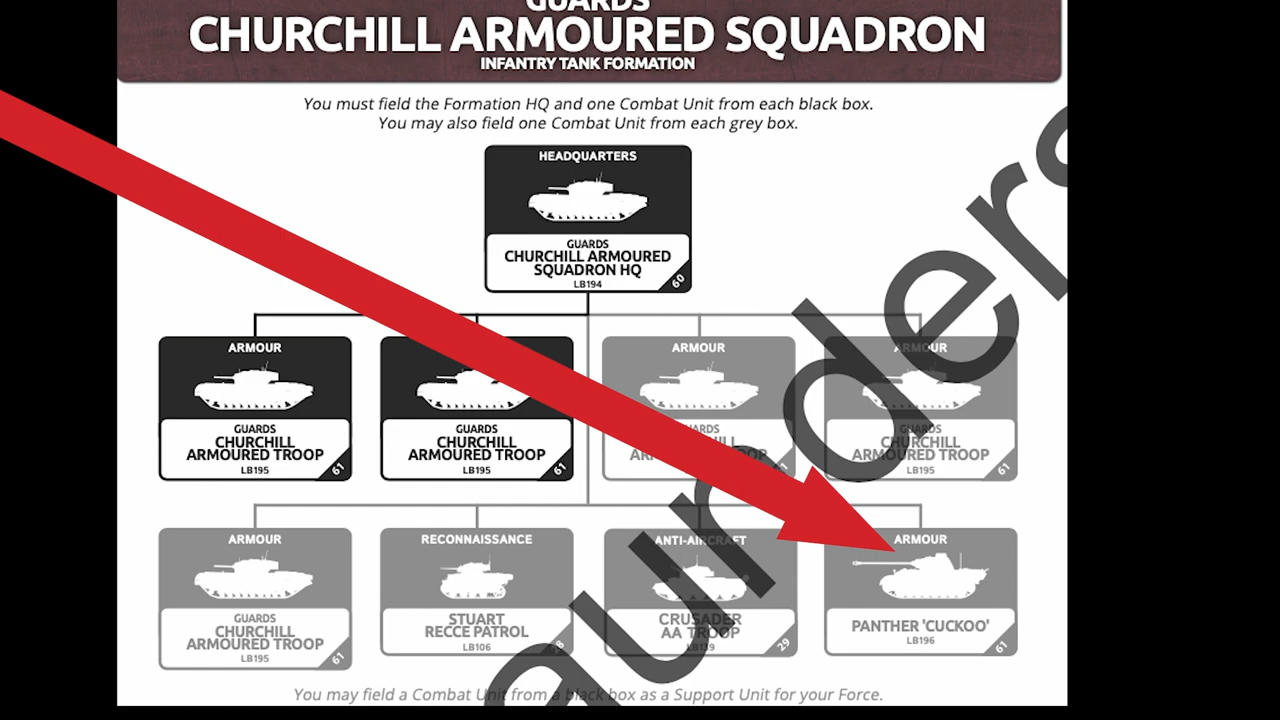 GUARDS
CHURCHILL ARMOURED SQUADRON
INFANTRY TANK FORMATION
You must field the Formation HQ and one Combat Unit from each black box.
You may also field one Combat Unit from each grey box.
HEADQUARTERS
GUARDS
CHURCHILL ARMOURED
SQUADRON HQ
LB194
60
ARMOUR
GUARDS
CHURCHILL
ARMOURED TROOP
LB195
61
GUARDS
CHURCHILL
ARMOURED TROOP
LB195
61
ARMOUR
ARMOUR
GUARDS
CHURCHILL
ARMOURED TROOP
LB195
61
ARMOUR
GUARDS
CHURCHILL
ARMOURED TROOP
LB195
61
RECONNAISSANCE
STUART
RECCE PATROL
LB106
ANTI-AIRCRAFT
CRUSADER
AA TROOP
29
ARMOUR
PANTHER 'CUCKOO'
LB196
61
You may field a Combat Unit from a black box as a Support Unit for your Force.